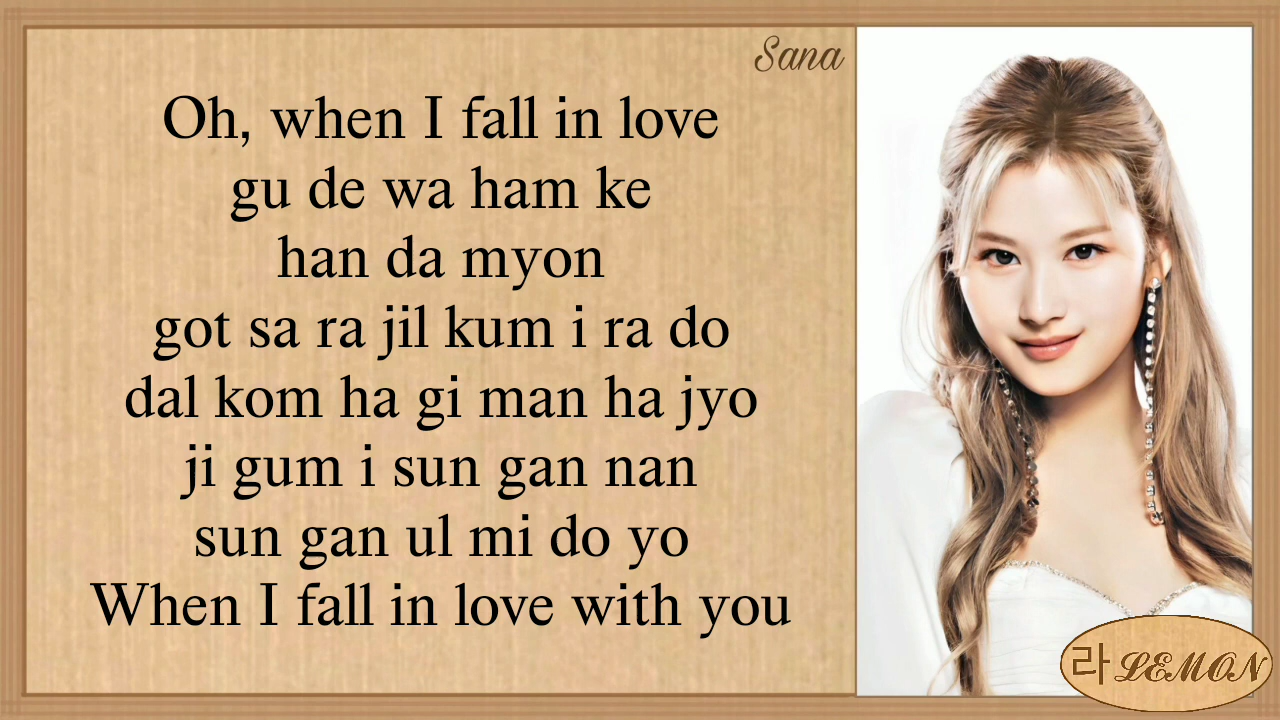 Sana
Oh, when I fall in love
gu de wa ham ke
han da myon
got sa ra jil kum i ra do
dal kom ha gi man ha jyo
ji gum i sun gan nan
sun gan ul mi do yo
When I fall in love with you
라 LEMON